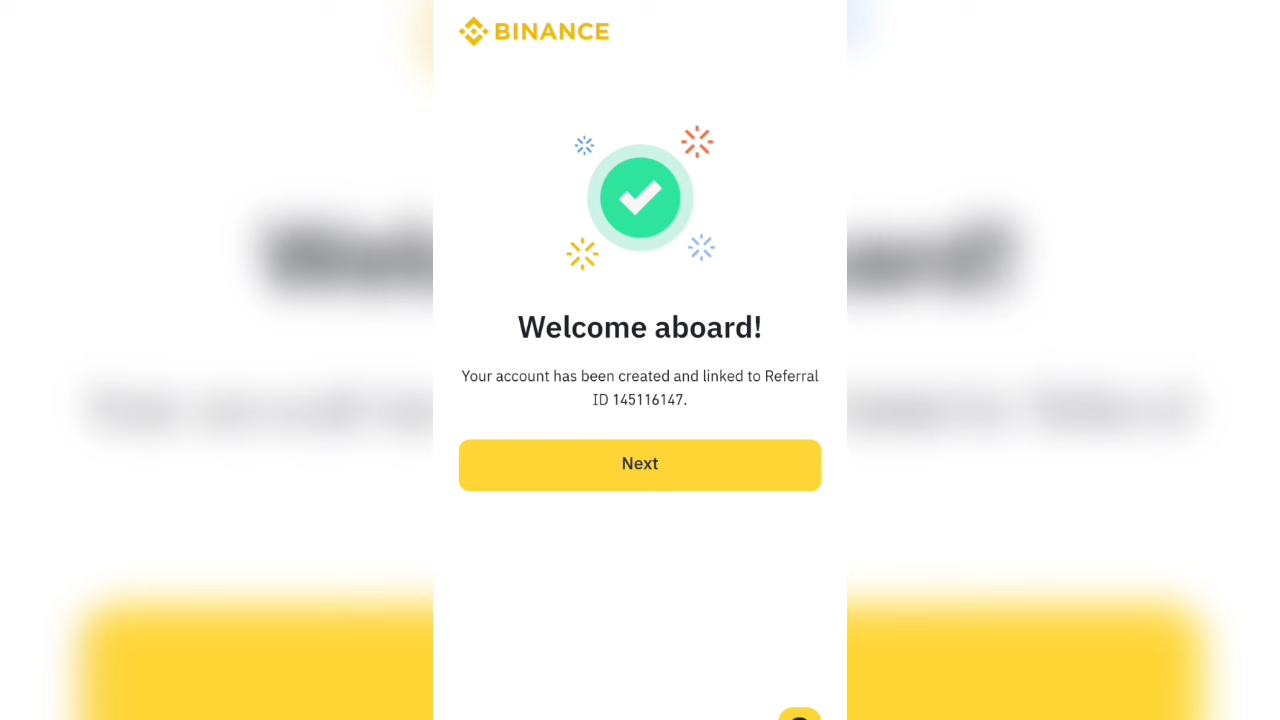 BINANCE
Welcome aboard!
Your account has been created and linked to Referral
ID 145116147.
Next